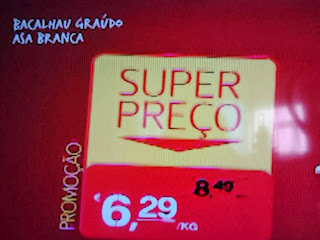 BACALHAU GRAÚDO
ASA BRANCA
SUPER
PREÇO
PROMOÇÃO
8,49
€6,29
/KG